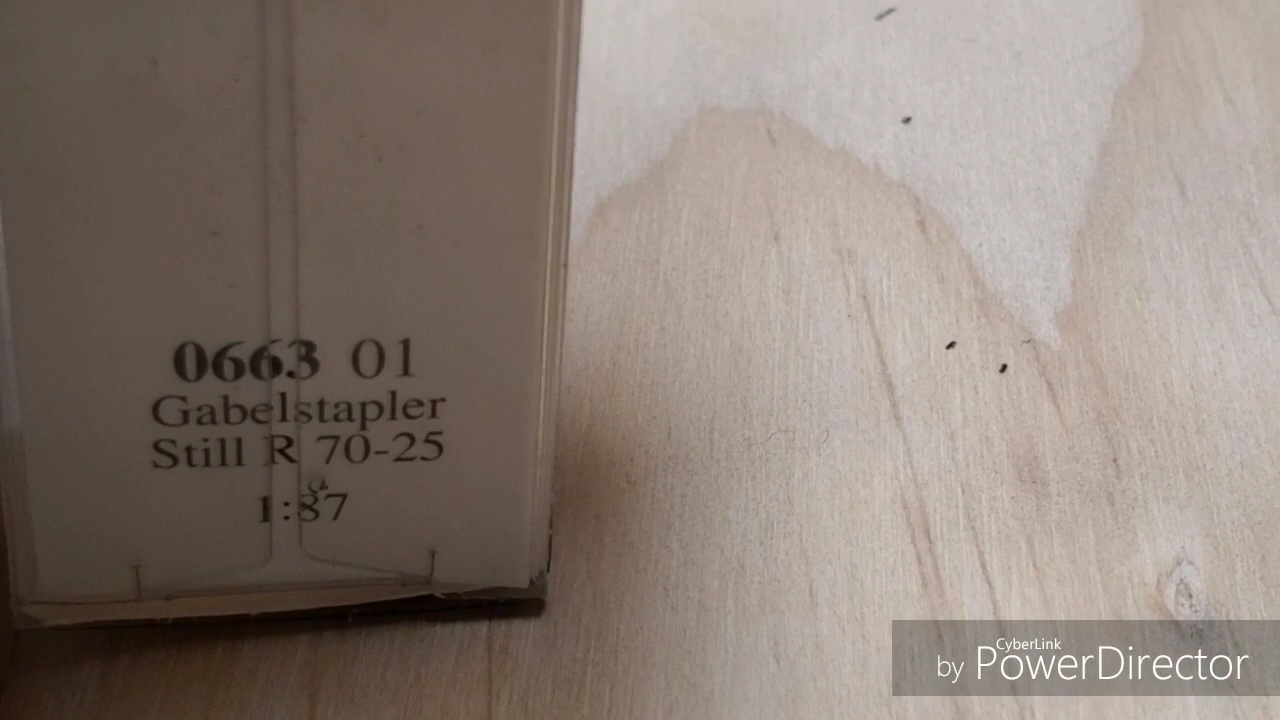 0663 01
Gabelstapler
Still R 70-25
1:87
CyberLink
by PowerDirector